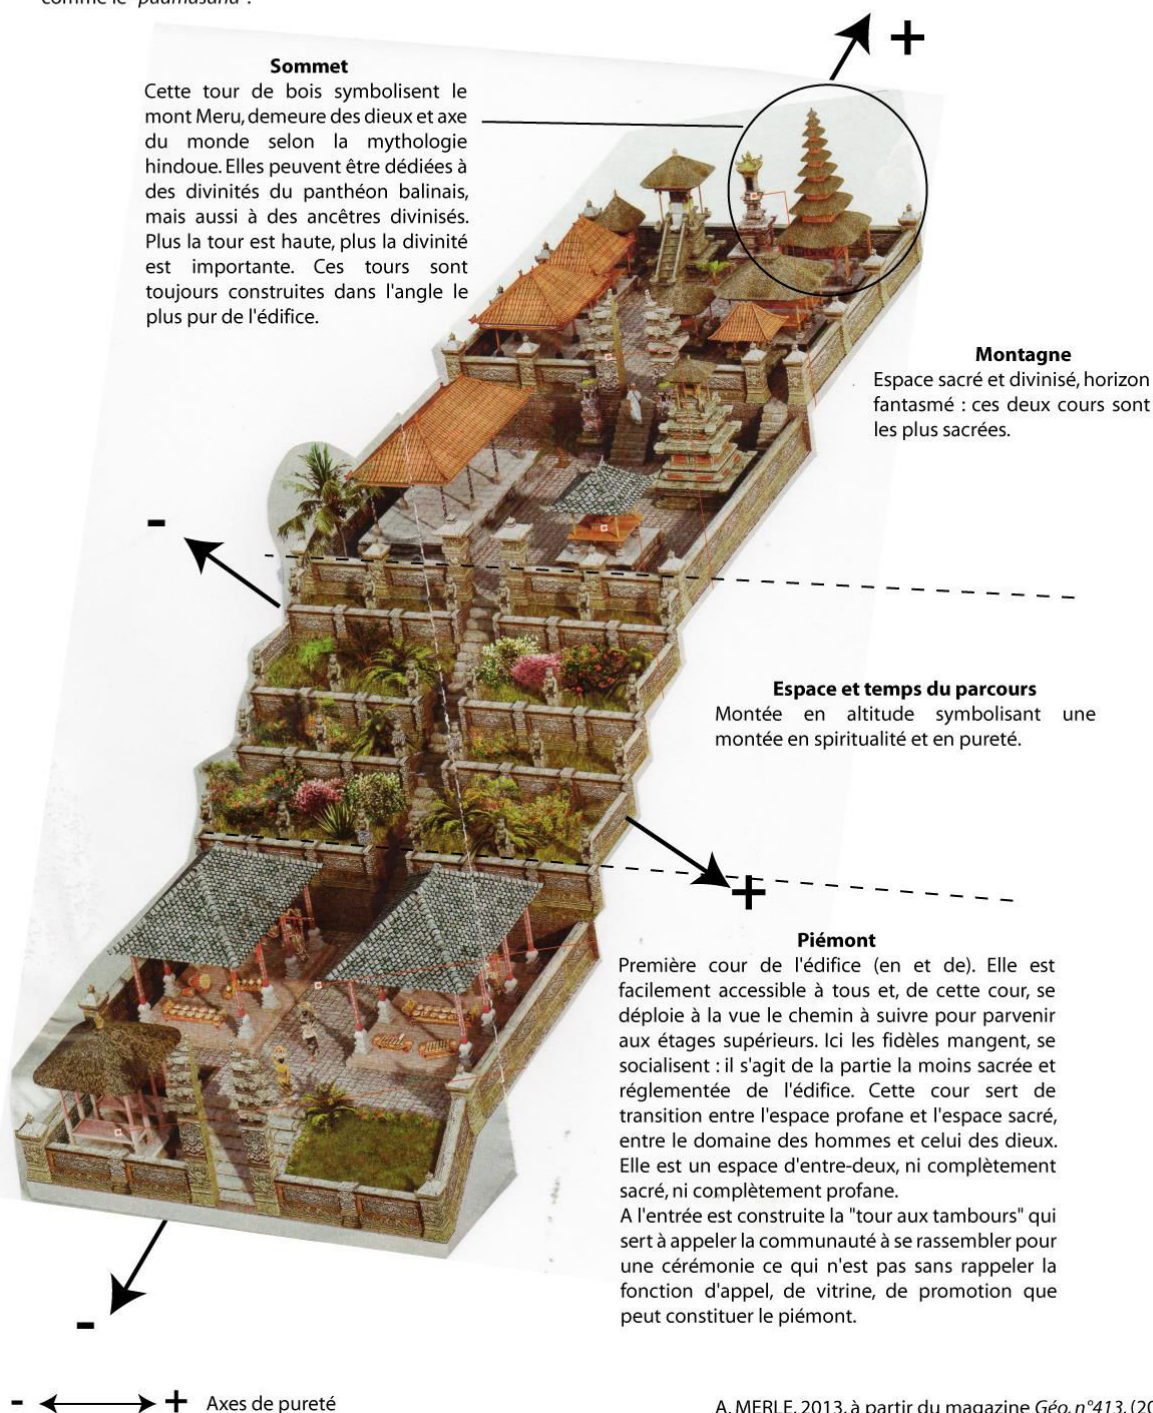 comme le "padmasana".
+
Sommet
Cette tour de bois symbolisent le
mont Meru, demeure des dieux et axe
du monde selon la mythologie
hindoue. Elles peuvent être dédiées à
des divinités du panthéon balinais,
mais aussi à des ancêtres divinisés.
Plus la tour est haute, plus la divinité
est importante. Ces tours sont
toujours construites dans l'angle le
plus pur de l'édifice.
Montagne
Espace sacré et divinisé, horizon
fantasmé : ces deux cours sont
les plus sacrées.
-
Espace et temps du parcours
Montée en altitude symbolisant une
montée en spiritualité et en pureté.
+
Piémont
Première cour de l'édifice (en et de). Elle est
facilement accessible à tous et, de cette cour, se
déploie à la vue le chemin à suivre pour parvenir
aux étages supérieurs. Ici les fidèles mangent, se
socialisent : il s'agit de la partie la moins sacrée et
réglementée de l'édifice. Cette cour sert de
transition entre l'espace profane et l'espace sacré,
entre le domaine des hommes et celui des dieux.
Elle est un espace d'entre-deux, ni complètement
sacré, ni complètement profane.
A l'entrée est construite la "tour aux tambours" qui
sert à appeler la communauté à se rassembler pour
une cérémonie ce qui n'est pas sans rappeler la
fonction d'appel, de vitrine, de promotion que
peut constituer le piémont.
-
- + Axes de pureté
A. MERLE, 2013, à partir du magazine Géo, n°413, (20